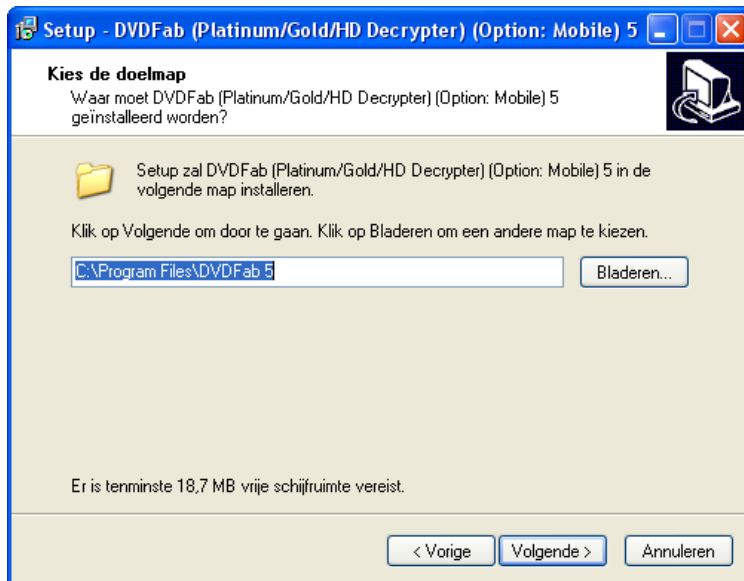 Setup - DVDFab (Platinum/Gold/HD Decrypter) (Option: Mobile) 5
Kies de doelmap
Waar moet DVDFab (Platinum/Gold/HD Decrypter) (Option: Mobile) 5
geïnstalleerd worden?
Setup zal DVDFab (Platinum/Gold/HD Decrypter) (Option: Mobile) 5 in de
volgende map installeren.
Klik op Volgende om door te gaan. Klik op Bladeren om een andere map te kiezen.
C:\Program Files\DVDFab 5
Bladeren...
Er is tenminste 18,7 MB vrije schijfruimte vereist.
< Vorige
Volgende >
Annuleren